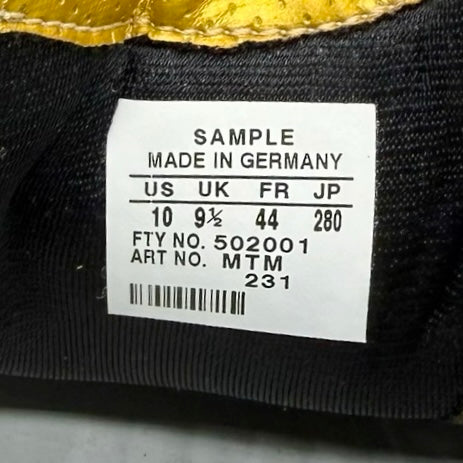 SAMPLE
MADE IN GERMANY
US UK FR JP
10 9½ 44 280
FTY NO. 502001
ART NO. MTM
231